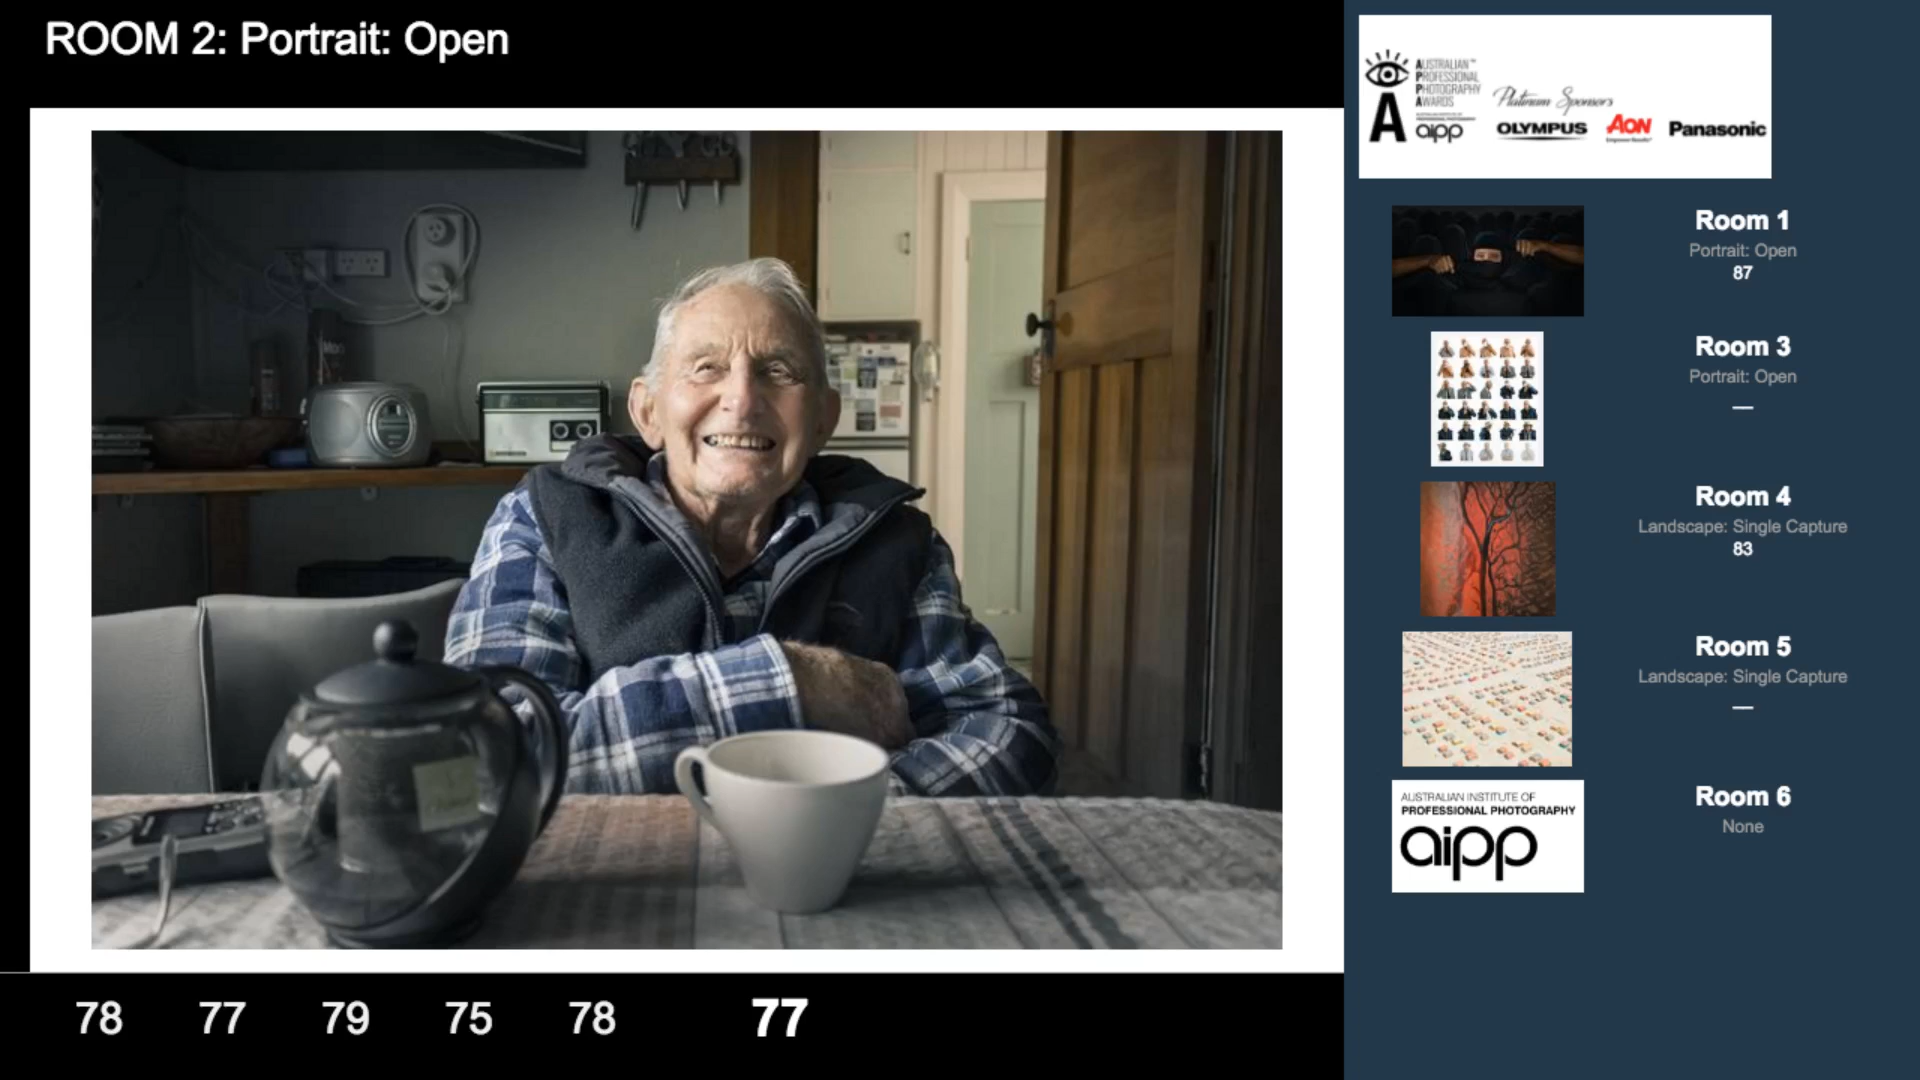 ROOM 2: Portrait: Open
78 77 79 75 78 77
AUSTRALIAN™
PROFESSIONAL
PHOTOGRAPHY
AWARDS
aipp
Platinum Sponsors
OLYMPUS AON Panasonic
Room 1
Portrait: Open
87
Room 3
Portrait: Open
—
Room 4
Landscape: Single Capture
83
Room 5
Landscape: Single Capture
—
AUSTRALIAN INSTITUTE OF
PROFESSIONAL PHOTOGRAPHY
aipp
Room 6
None